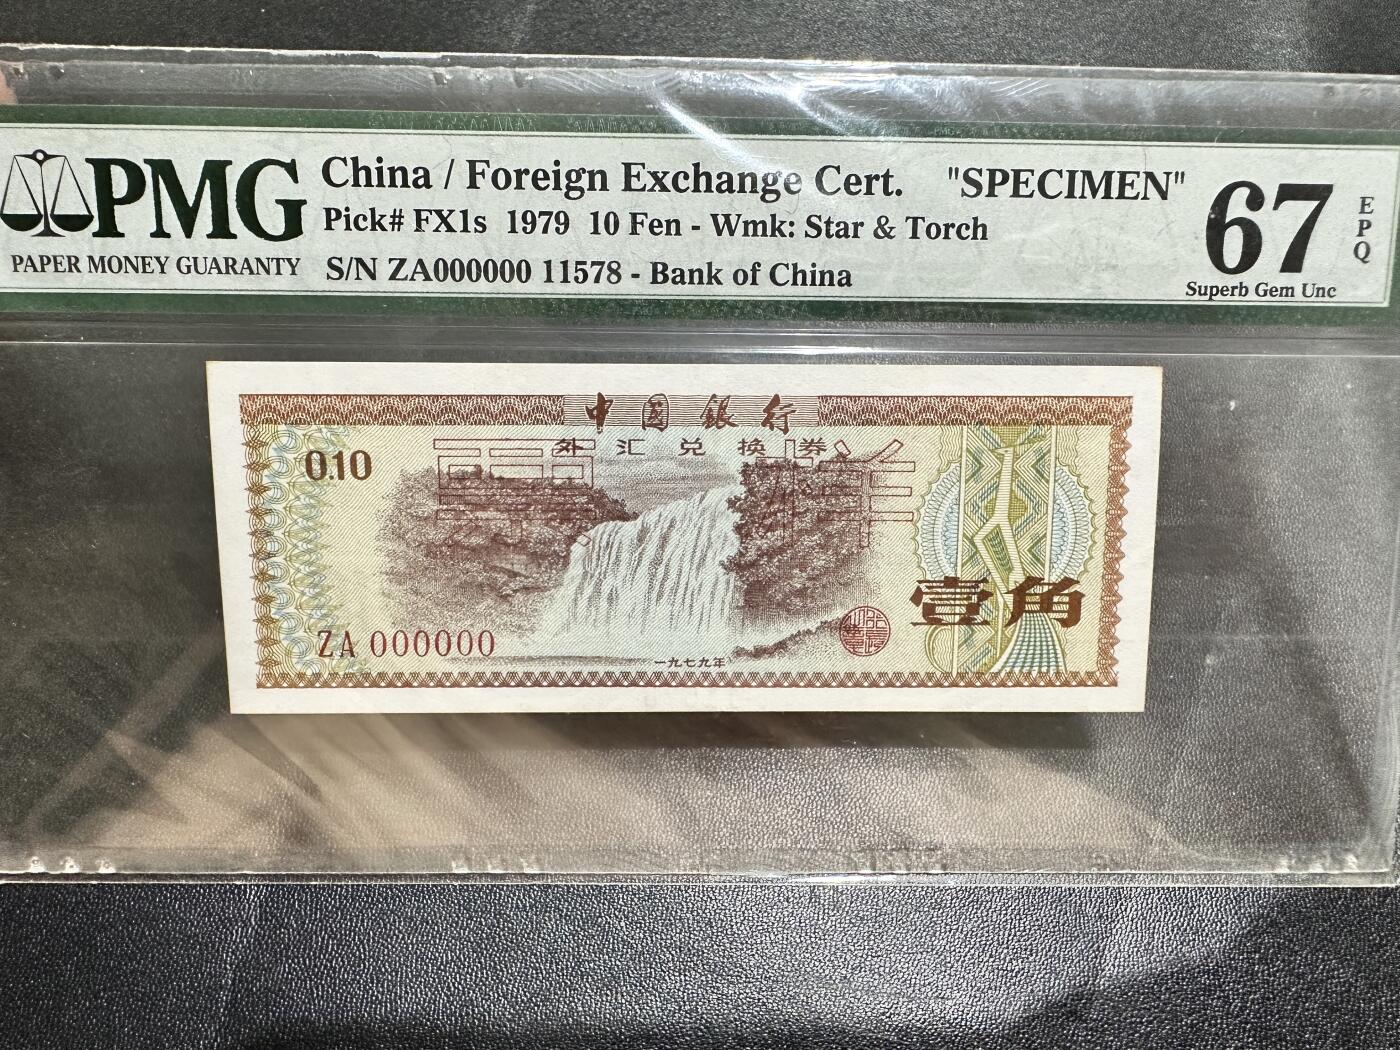 PMG
PAPER MONEY GUARANTY
China / Foreign Exchange Cert. "SPECIMEN"
Pick# FX1s 1979 10 Fen - Wmk: Star & Torch
S/N ZA000000 11578 - Bank of China
67
EPQ
Superb Gem Unc
中国银行
外汇兑换券
票样
0.10
壹角
ZA 000000
一九七九年